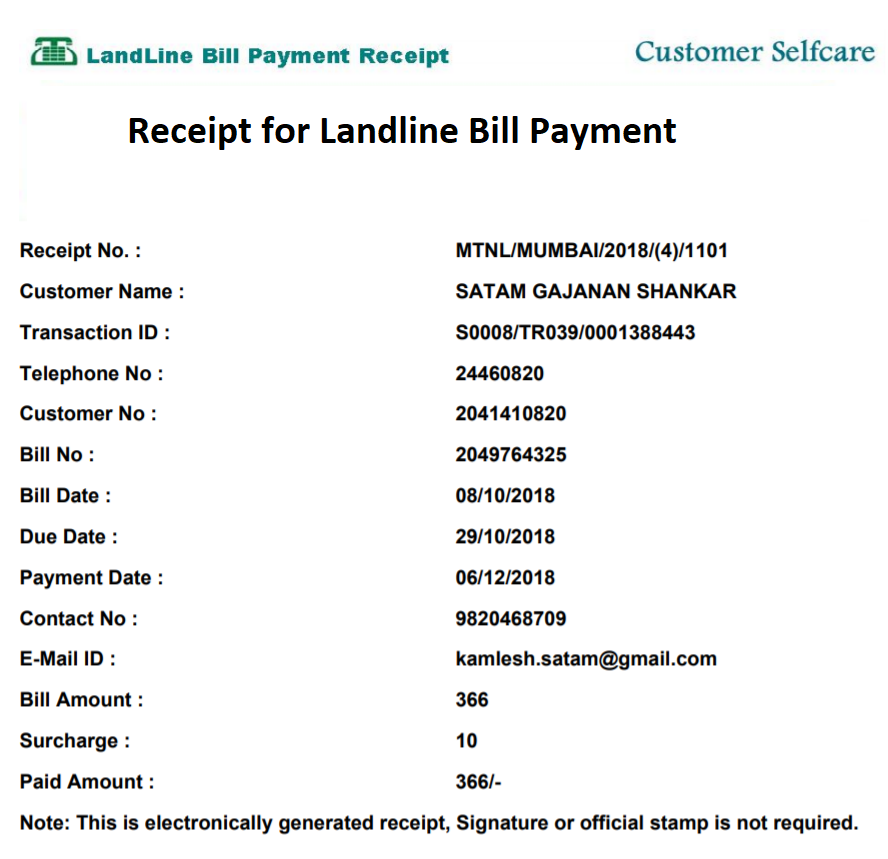 LandLine Bill Payment Receipt Customer Selfcare
Receipt for Landline Bill Payment
Receipt No. : MTNL/MUMBAI/2018/(4)/1101
Customer Name : SATAM GAJANAN SHANKAR
Transaction ID : S0008/TR039/0001388443
Telephone No : 24460820
Customer No : 2041410820
Bill No : 2049764325
Bill Date : 08/10/2018
Due Date : 29/10/2018
Payment Date : 06/12/2018
Contact No : 9820468709
E-Mail ID : kamlesh.satam@gmail.com
Bill Amount : 366
Surcharge : 10
Paid Amount : 366/-
Note: This is electronically generated receipt, Signature or official stamp is not required.